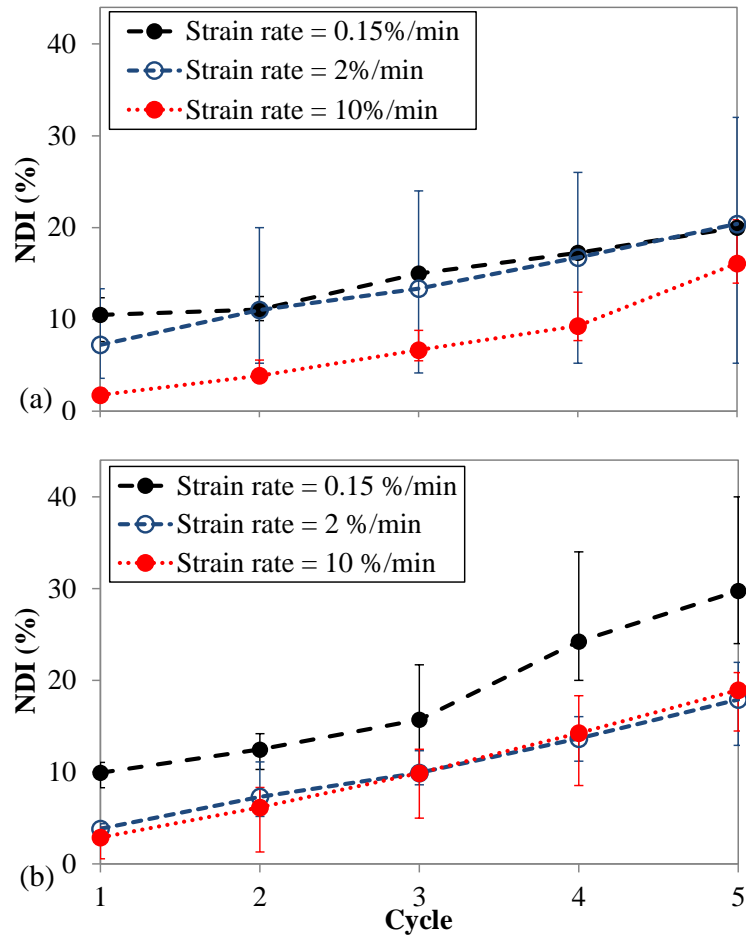 40
30
20
10
0
NDI (%)
Strain rate = 0.15%/min
Strain rate = 2%/min
Strain rate = 10%/min
(a)
40
30
20
10
0
NDI (%)
Strain rate = 0.15 %/min
Strain rate = 2 %/min
Strain rate = 10 %/min
(b)
1 2 3 4 5
Cycle